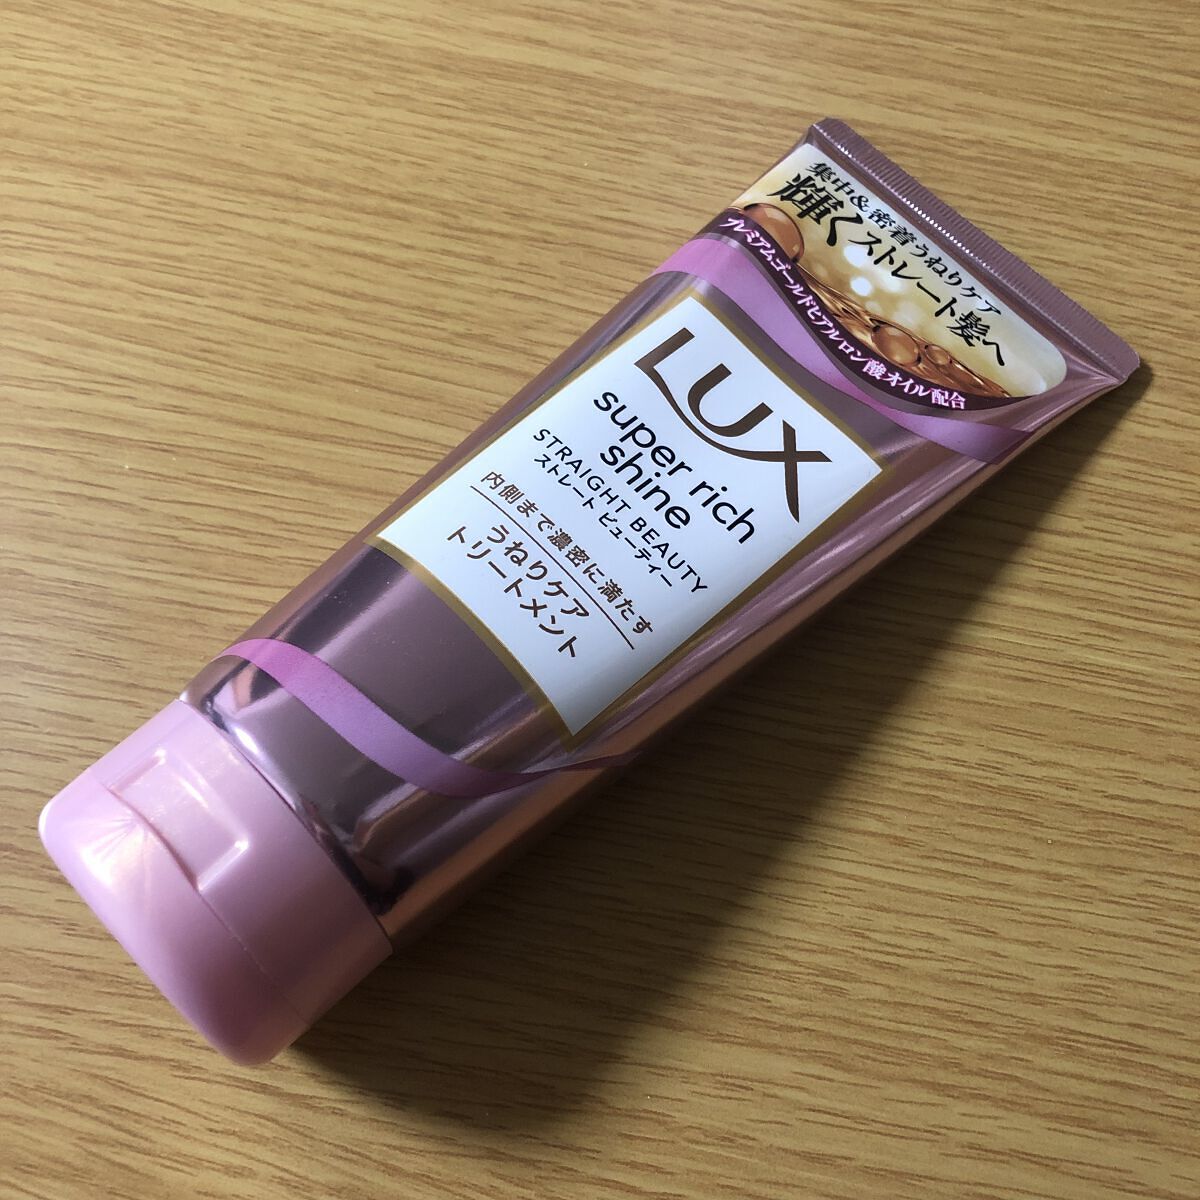 集中&密着うねりケア
輝くストレート髪へ
プレミアムゴールドヒアルロン酸オイル配合
LUX
super rich
shine
STRAIGHT BEAUTY
ストレート ビューティー
内側まで濃密に満たす
うねりケア
トリートメント